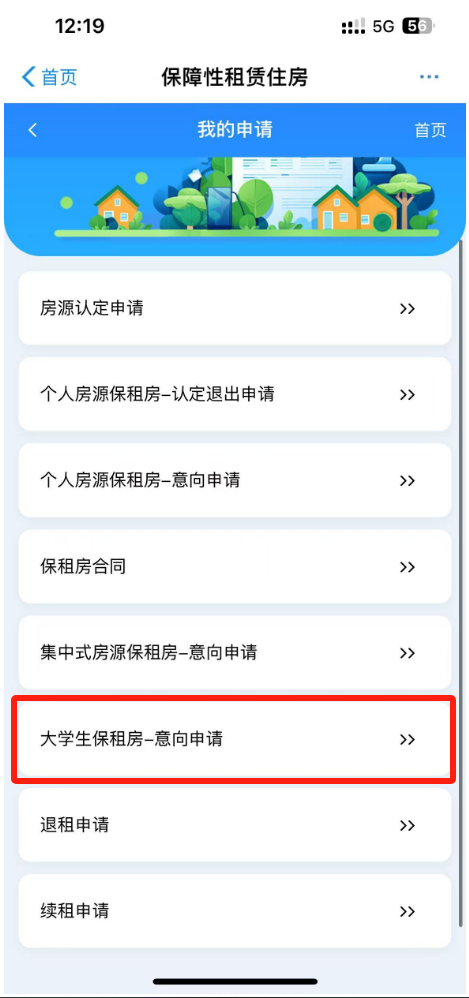 12:19
5G 56
首页
保障性租赁住房
我的申请
首页
房源认定申请
个人房源保租房-认定退出申请
个人房源保租房-意向申请
保租房合同
集中式房源保租房-意向申请
大学生保租房-意向申请
退租申请
续租申请